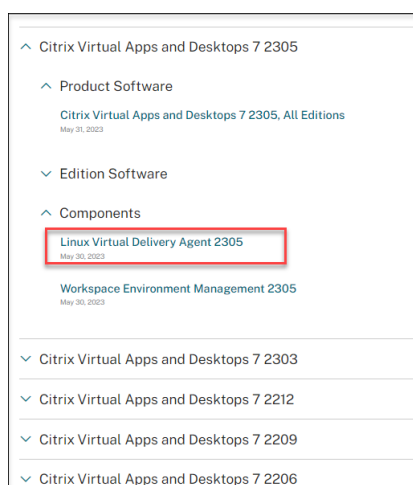 Citrix Virtual Apps and Desktops 7 2305
Product Software
Citrix Virtual Apps and Desktops 7 2305, All Editions
May 31, 2023
Edition Software
Components
Linux Virtual Delivery Agent 2305
May 30, 2023
Workspace Environment Management 2305
May 30, 2023
Citrix Virtual Apps and Desktops 7 2303
Citrix Virtual Apps and Desktops 7 2212
Citrix Virtual Apps and Desktops 7 2209
Citrix Virtual Apps and Desktops 7 2206